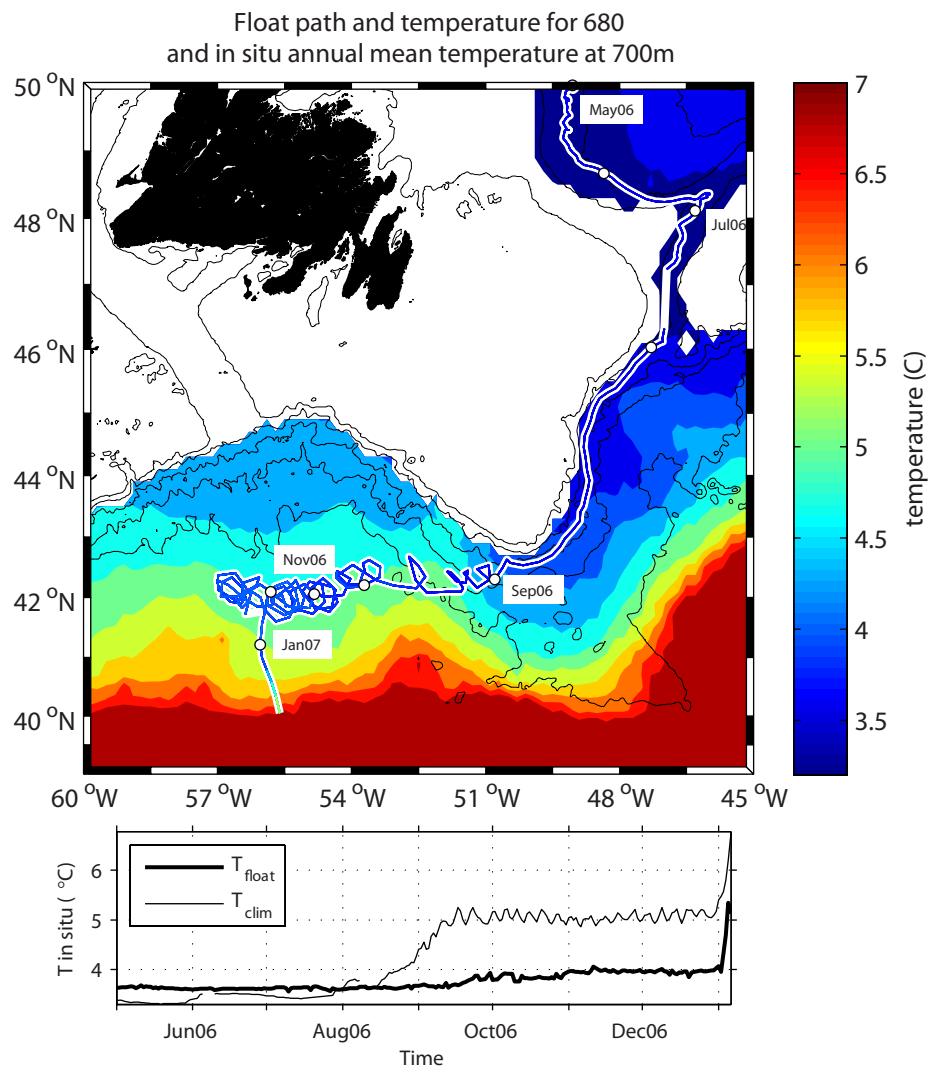 Float path and temperature for 680
and in situ annual mean temperature at 700m
50 °N
48 °N
46 °N
44 °N
42 °N
40 °N
60 °W
57 °W
54 °W
51 °W
48 °W
45 °W
May06
Jul06
Sep06
Nov06
Jan07
7
6.5
6
5.5
5
4.5
4
3.5
temperature (C)
T_float
T_clim
T in situ ( °C)
6
5
4
Jun06
Aug06
Oct06
Dec06
Time